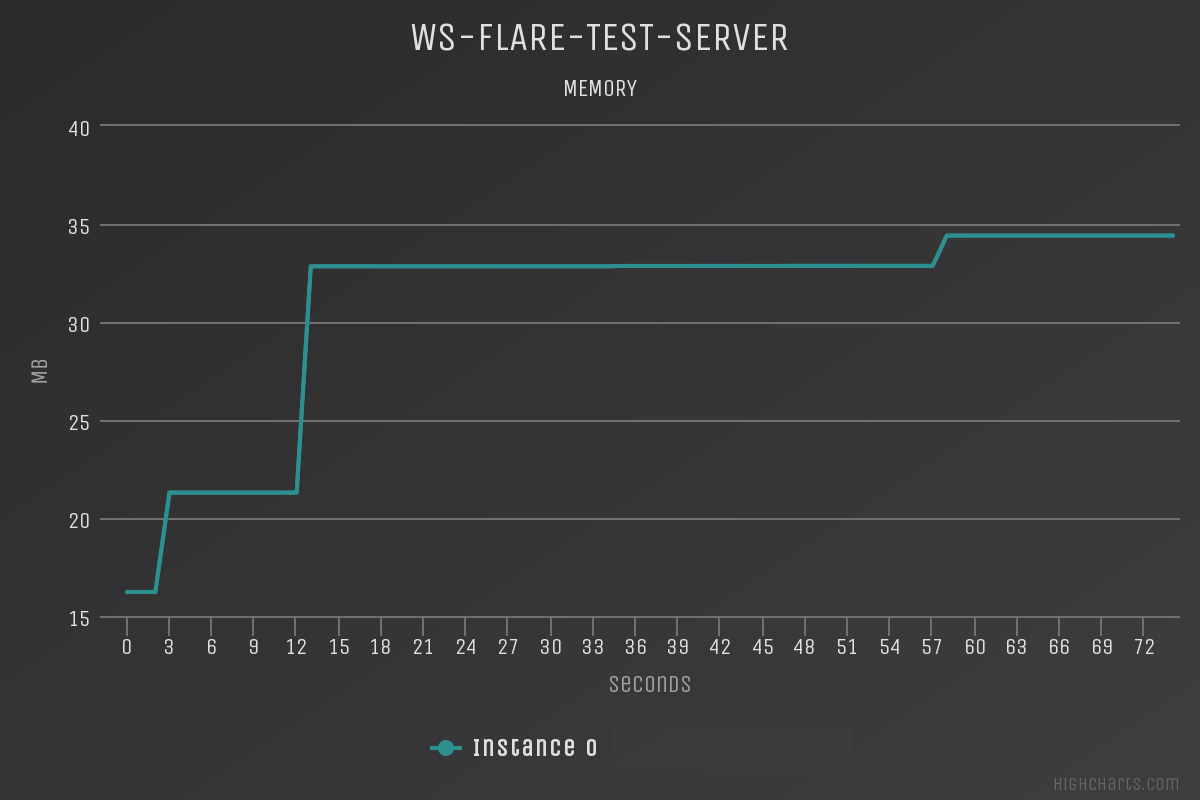 WS-FLARE-TEST-SERVER
MEMORY
40
35
30
25
20
15
MB
0 3 6 9 12 15 18 21 24 27 30 33 36 39 42 45 48 51 54 57 60 63 66 69 72
Seconds
Instance 0
Highcharts.com